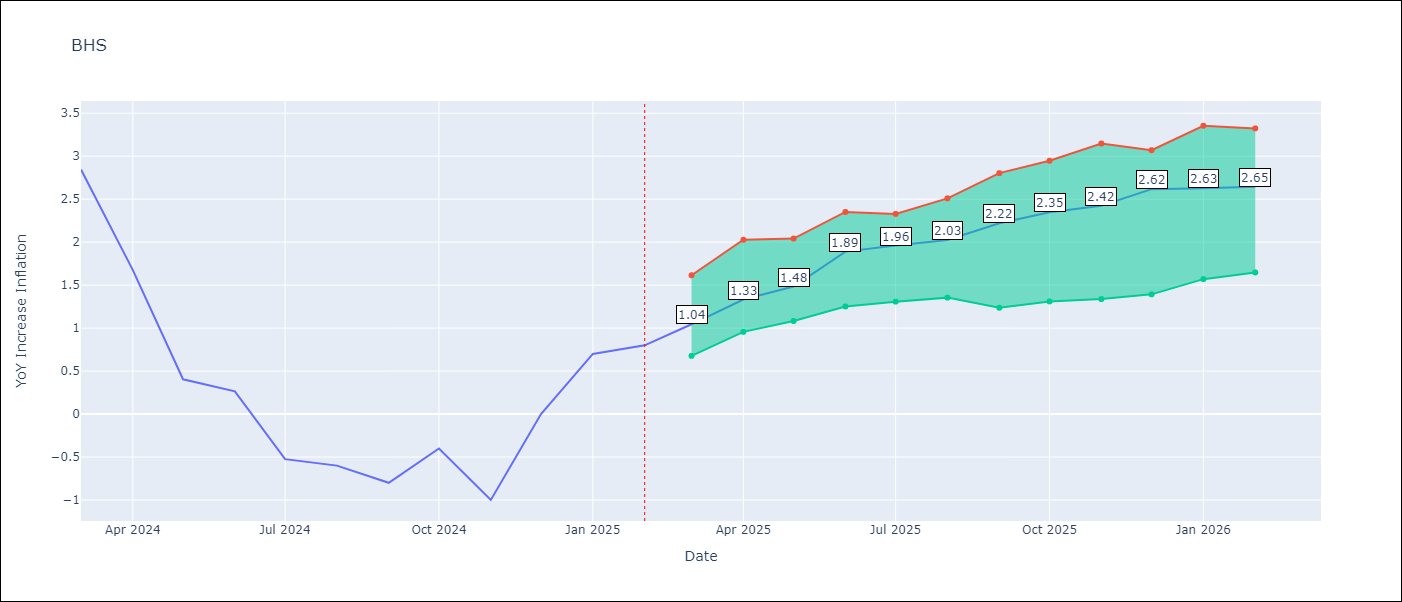 BHS
YoY Increase Inflation
3.5
3
2.5
2
1.5
1
0.5
0
−0.5
−1
1.04
1.33
1.48
1.89
1.96
2.03
2.22
2.35
2.42
2.62
2.63
2.65
Apr 2024
Jul 2024
Oct 2024
Jan 2025
Apr 2025
Jul 2025
Oct 2025
Jan 2026
Date